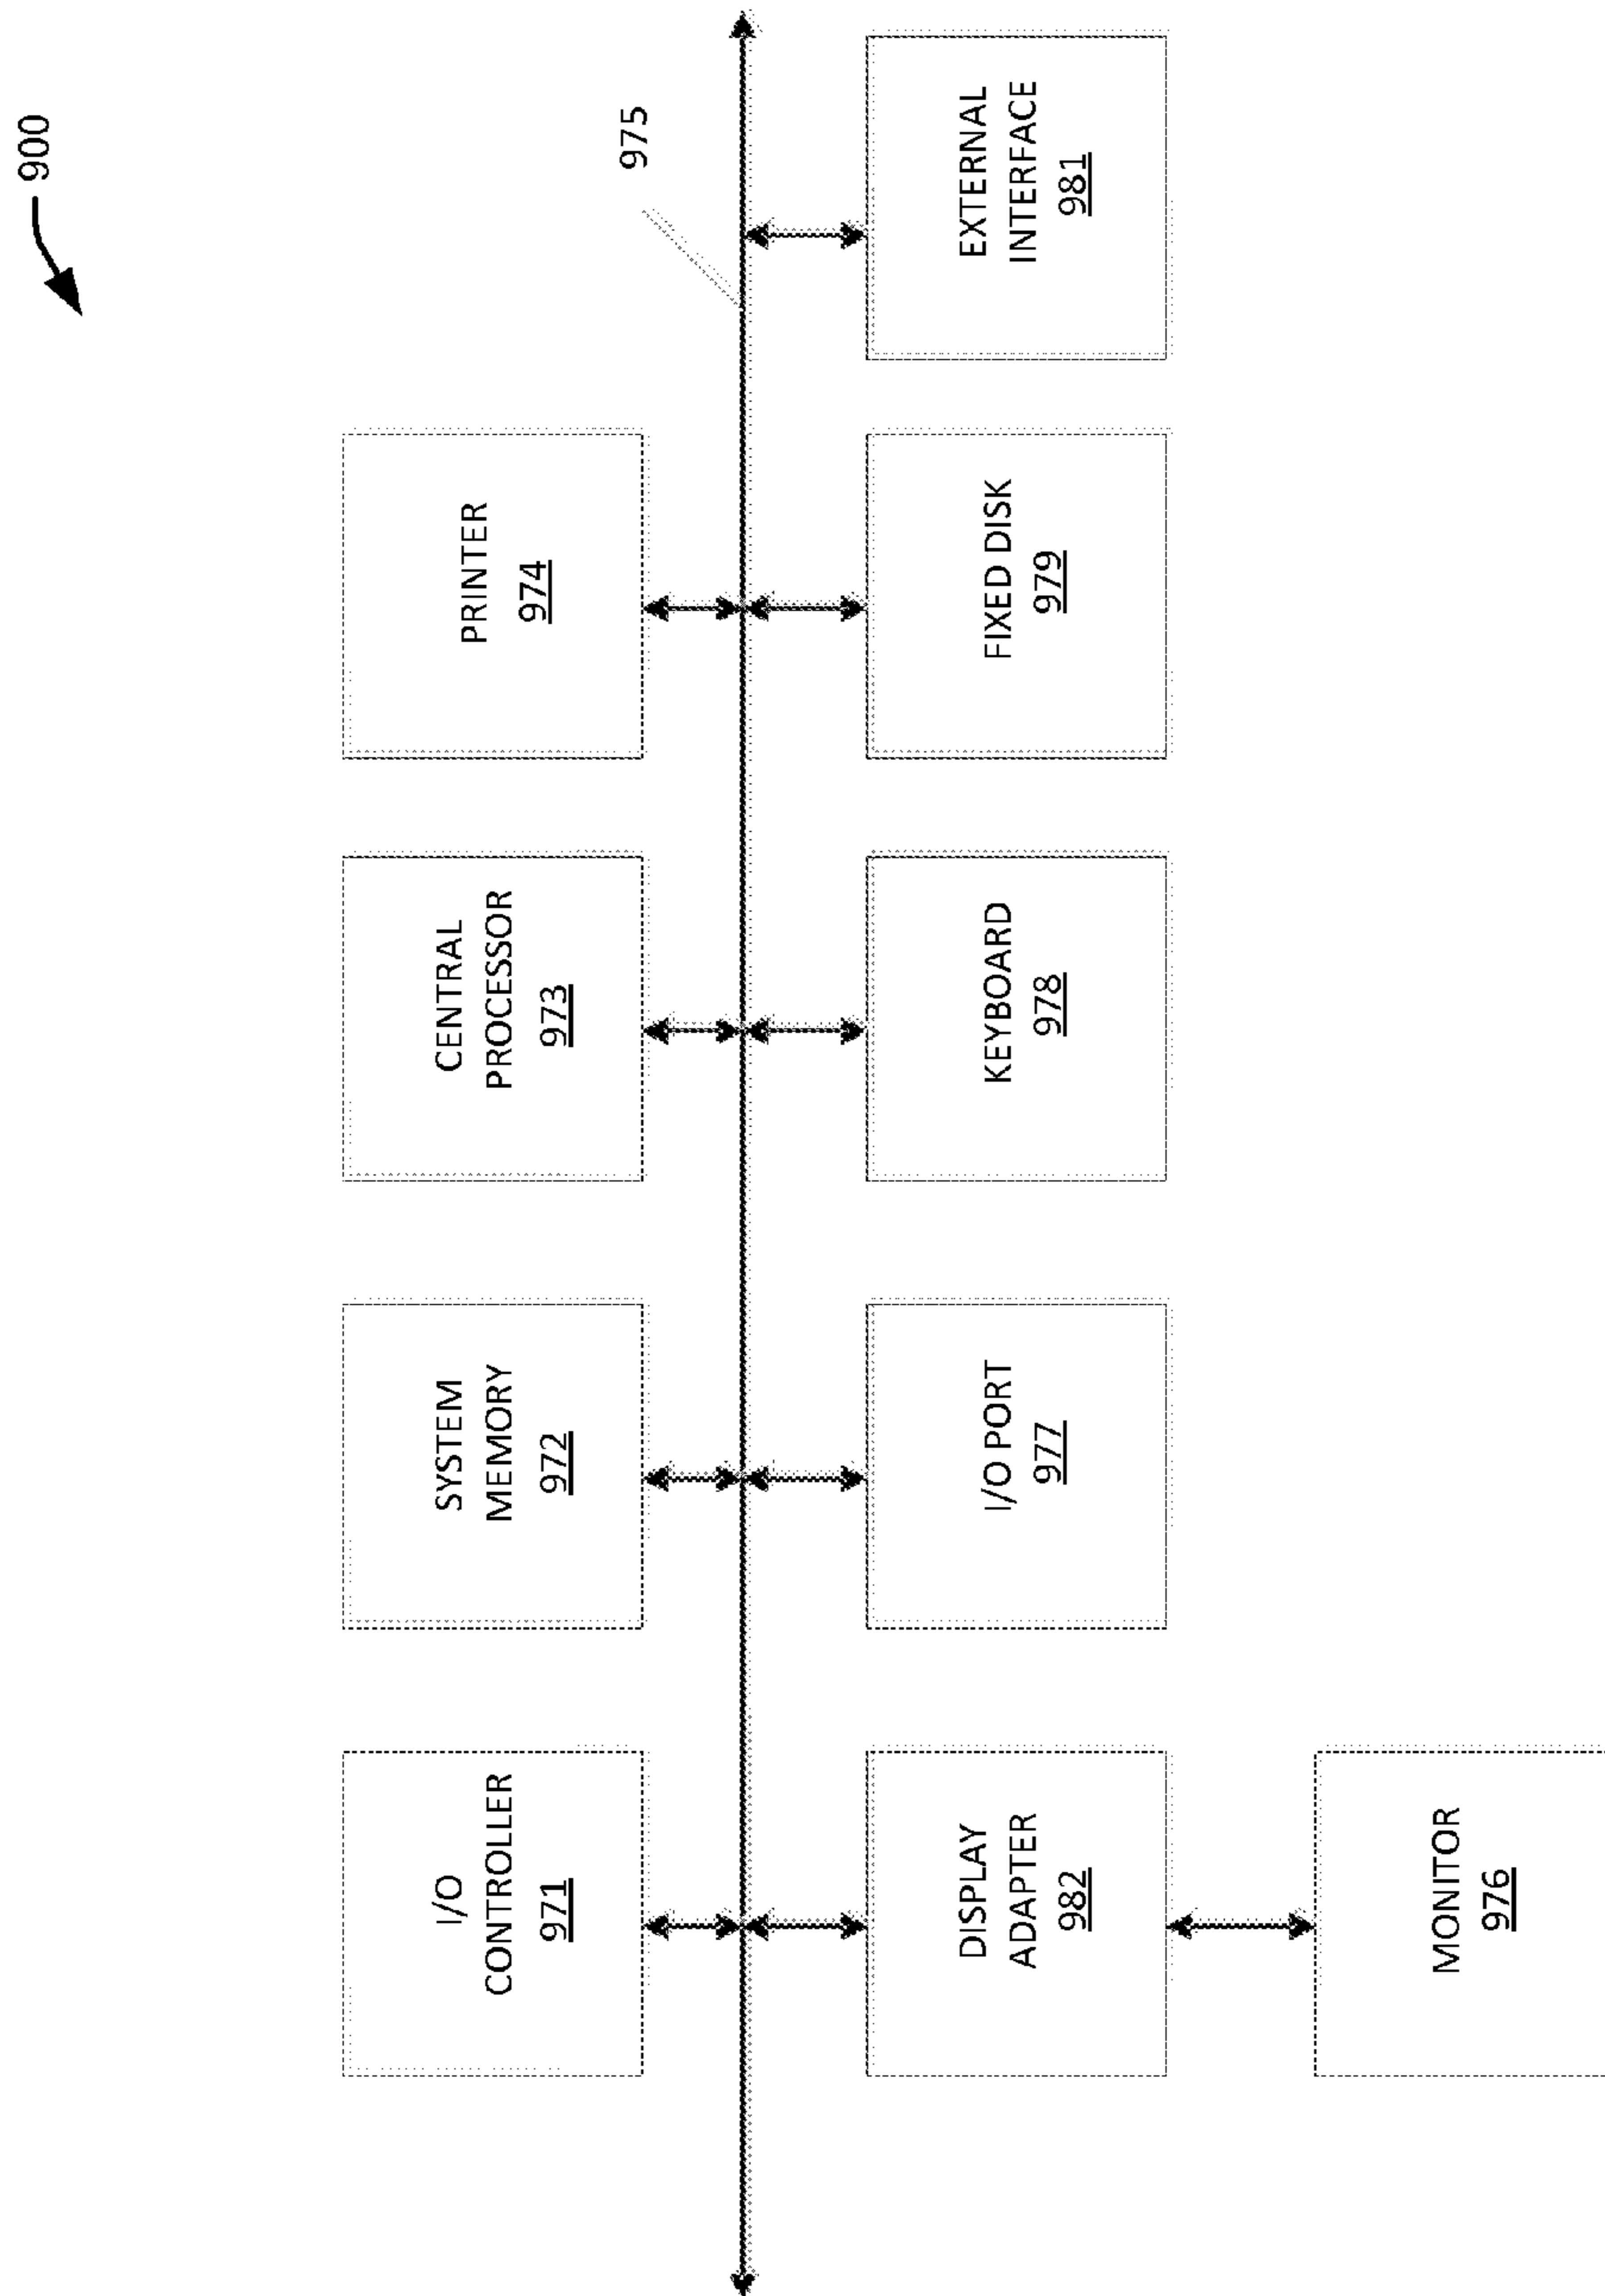 900
I/O
CONTROLLER
971
SYSTEM
MEMORY
972
CENTRAL
PROCESSOR
973
PRINTER
974
975
DISPLAY
ADAPTER
982
I/O PORT
977
KEYBOARD
978
FIXED DISK
979
EXTERNAL
INTERFACE
981
MONITOR
976